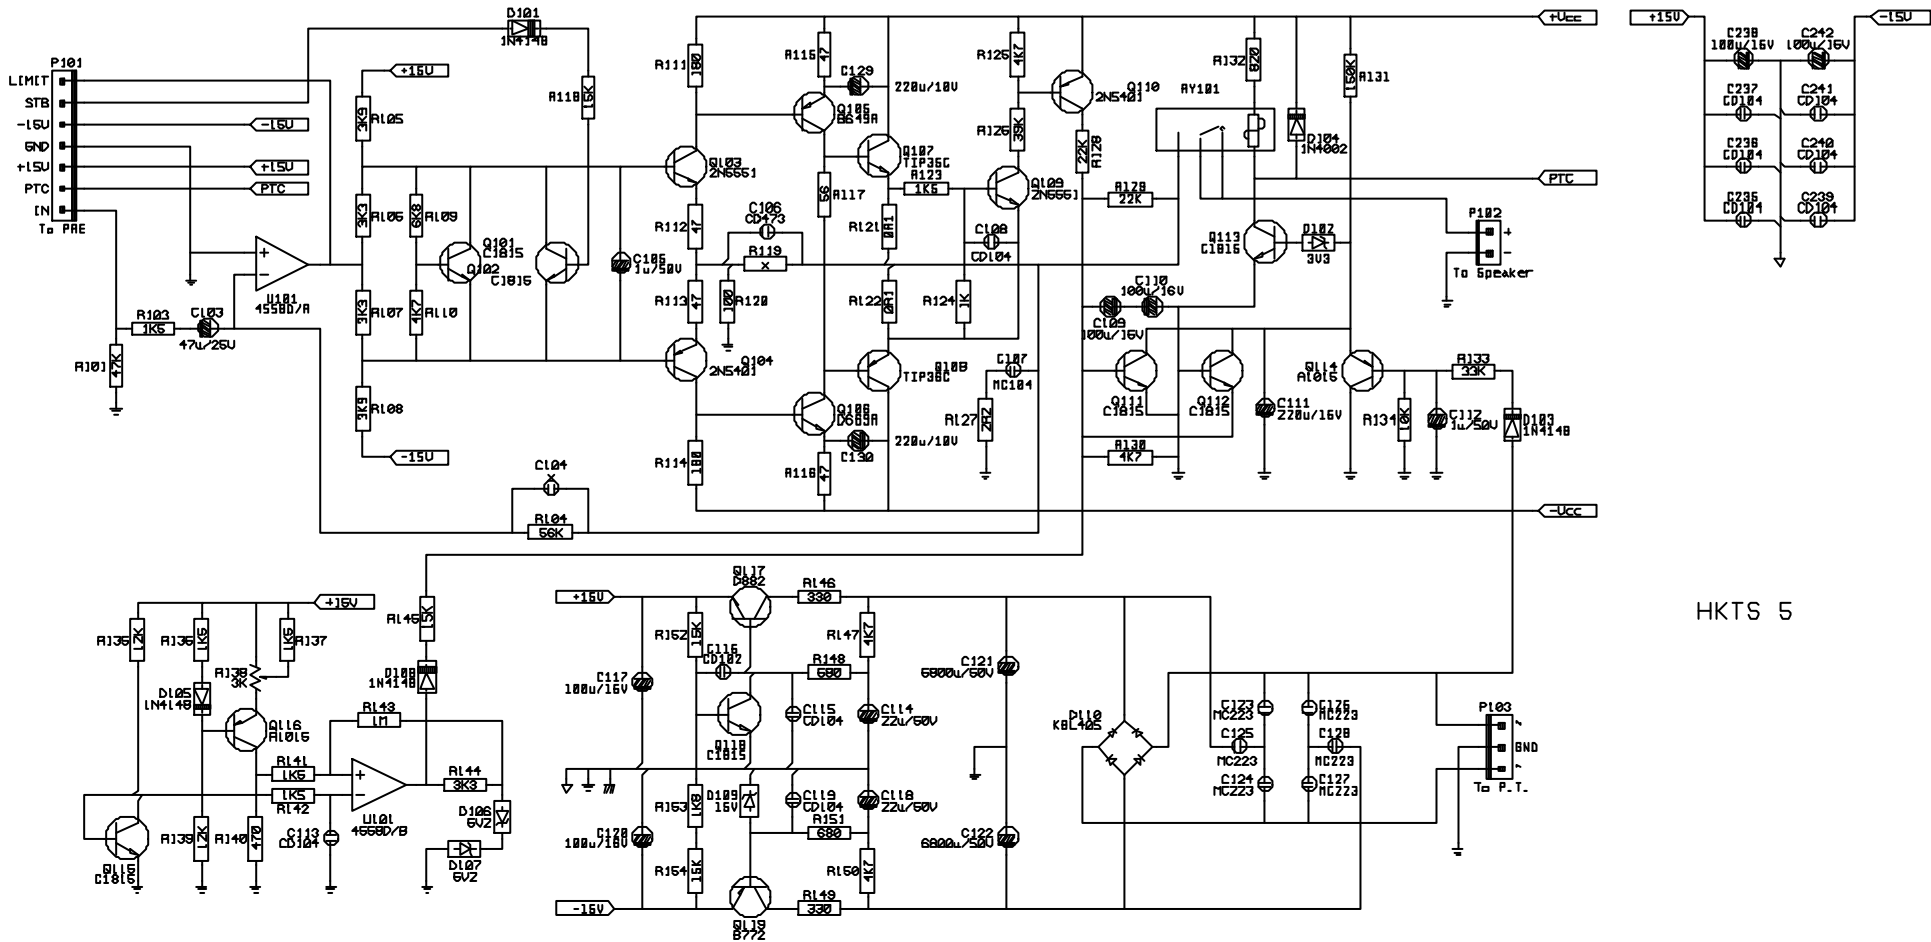 P101
LIMIT
STB
-15V
GND
+15V
PTC
IN
To PRE
-15V
+15V
PTC
R101
47K
R103
1K5
C103
47u/25V
U101
4558D/A
+15V
R105
3K9
R106
3K3
R107
3K3
R108
3K9
-15V
R109
6K8
R110
4K7
Q101
C1815
Q102
C1815
D101
1N4148
R118
15K
C105
1u/50V
R111
180
Q103
2N5551
R112
47
R113
47
Q104
2N5401
R114
180
C106
CD473
R119
X
R120
100
C104
X
R104
56K
R115
47
C129
220u/10V
Q105
B649A
R117
56
Q107
TIP35C
R121
0R1
R122
0R1
Q108
TIP36C
Q106
D669A
C130
220u/10V
R116
47
R123
1K5
R124
1K
C108
CD104
R125
4K7
R126
39K
Q109
2N5551
Q110
2N5401
C107
MC104
R127
2R2
R128
22K
R129
22K
RY101
R132
820
D104
1N4002
R131
150K
+Vcc
PTC
Q113
C1815
D102
3V3
P102
+
-
To Speaker
C110
100u/16V
C109
100u/16V
Q111
C1815
Q112
C1815
R130
4K7
C111
220u/16V
Q114
A1015
R133
33K
R134
10K
C112
1u/50V
D103
1N4148
-Vcc
+15V
-15V
C238
100u/16V
C242
100u/16V
C237
CD104
C241
CD104
C236
CD104
C240
CD104
C235
CD104
C239
CD104
+15V
R135
12K
R136
1K5
R137
1K5
R138
3K
D105
1N4148
Q116
A1015
R139
12K
R140
470
Q115
C1815
R141
1K5
R142
1K5
C113
CD104
R143
1M
U101
4558D/B
R144
3K3
D106
6V2
D107
6V2
R145
15K
D108
1N4148
+15V
Q117
D882
R146
330
R152
15K
C116
CD102
R147
4K7
R148
680
C117
100u/16V
Q118
C1815
C115
CD104
C114
22u/50V
C121
6800u/50V
R153
1K8
D109
15V
C119
CD104
C118
22u/50V
R151
680
C120
100u/16V
R154
15K
R150
4K7
C122
6800u/50V
-15V
Q119
B772
R149
330
D110
KBL405
C123
MC223
C126
MC223
C125
MC223
C128
MC223
C124
MC223
C127
MC223
P103
~
GND
~
To P.T.
HKTS 5